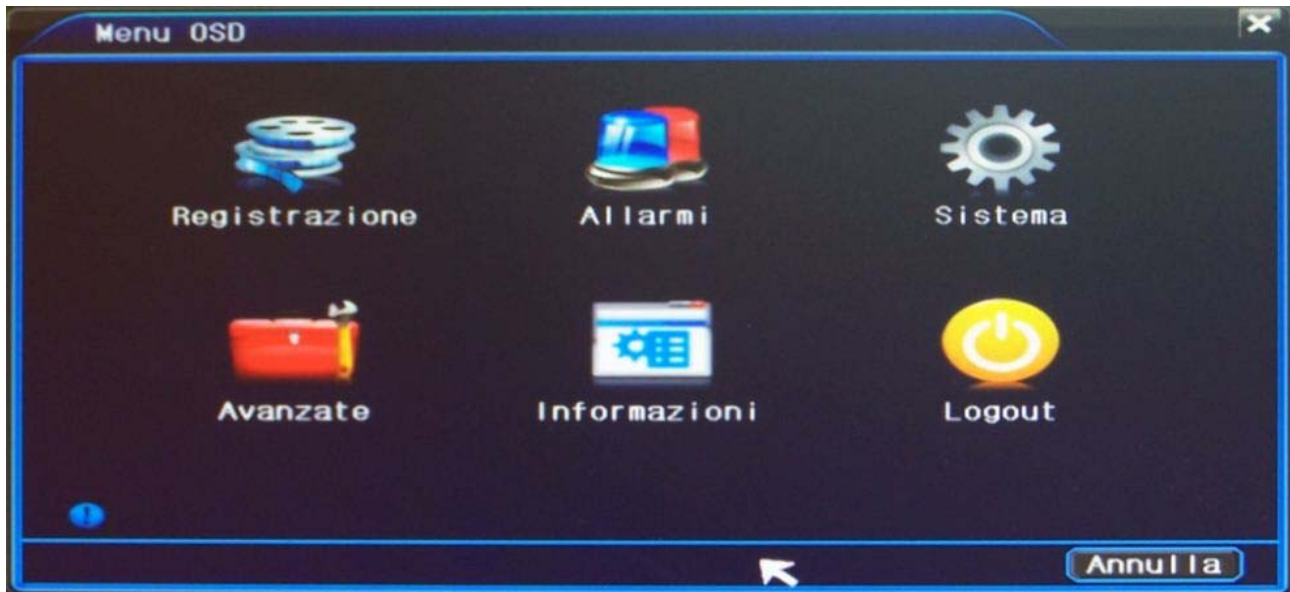 Menu OSD
Registrazione Allarmi Sistema
Avanzate Informazioni Logout
Annulla